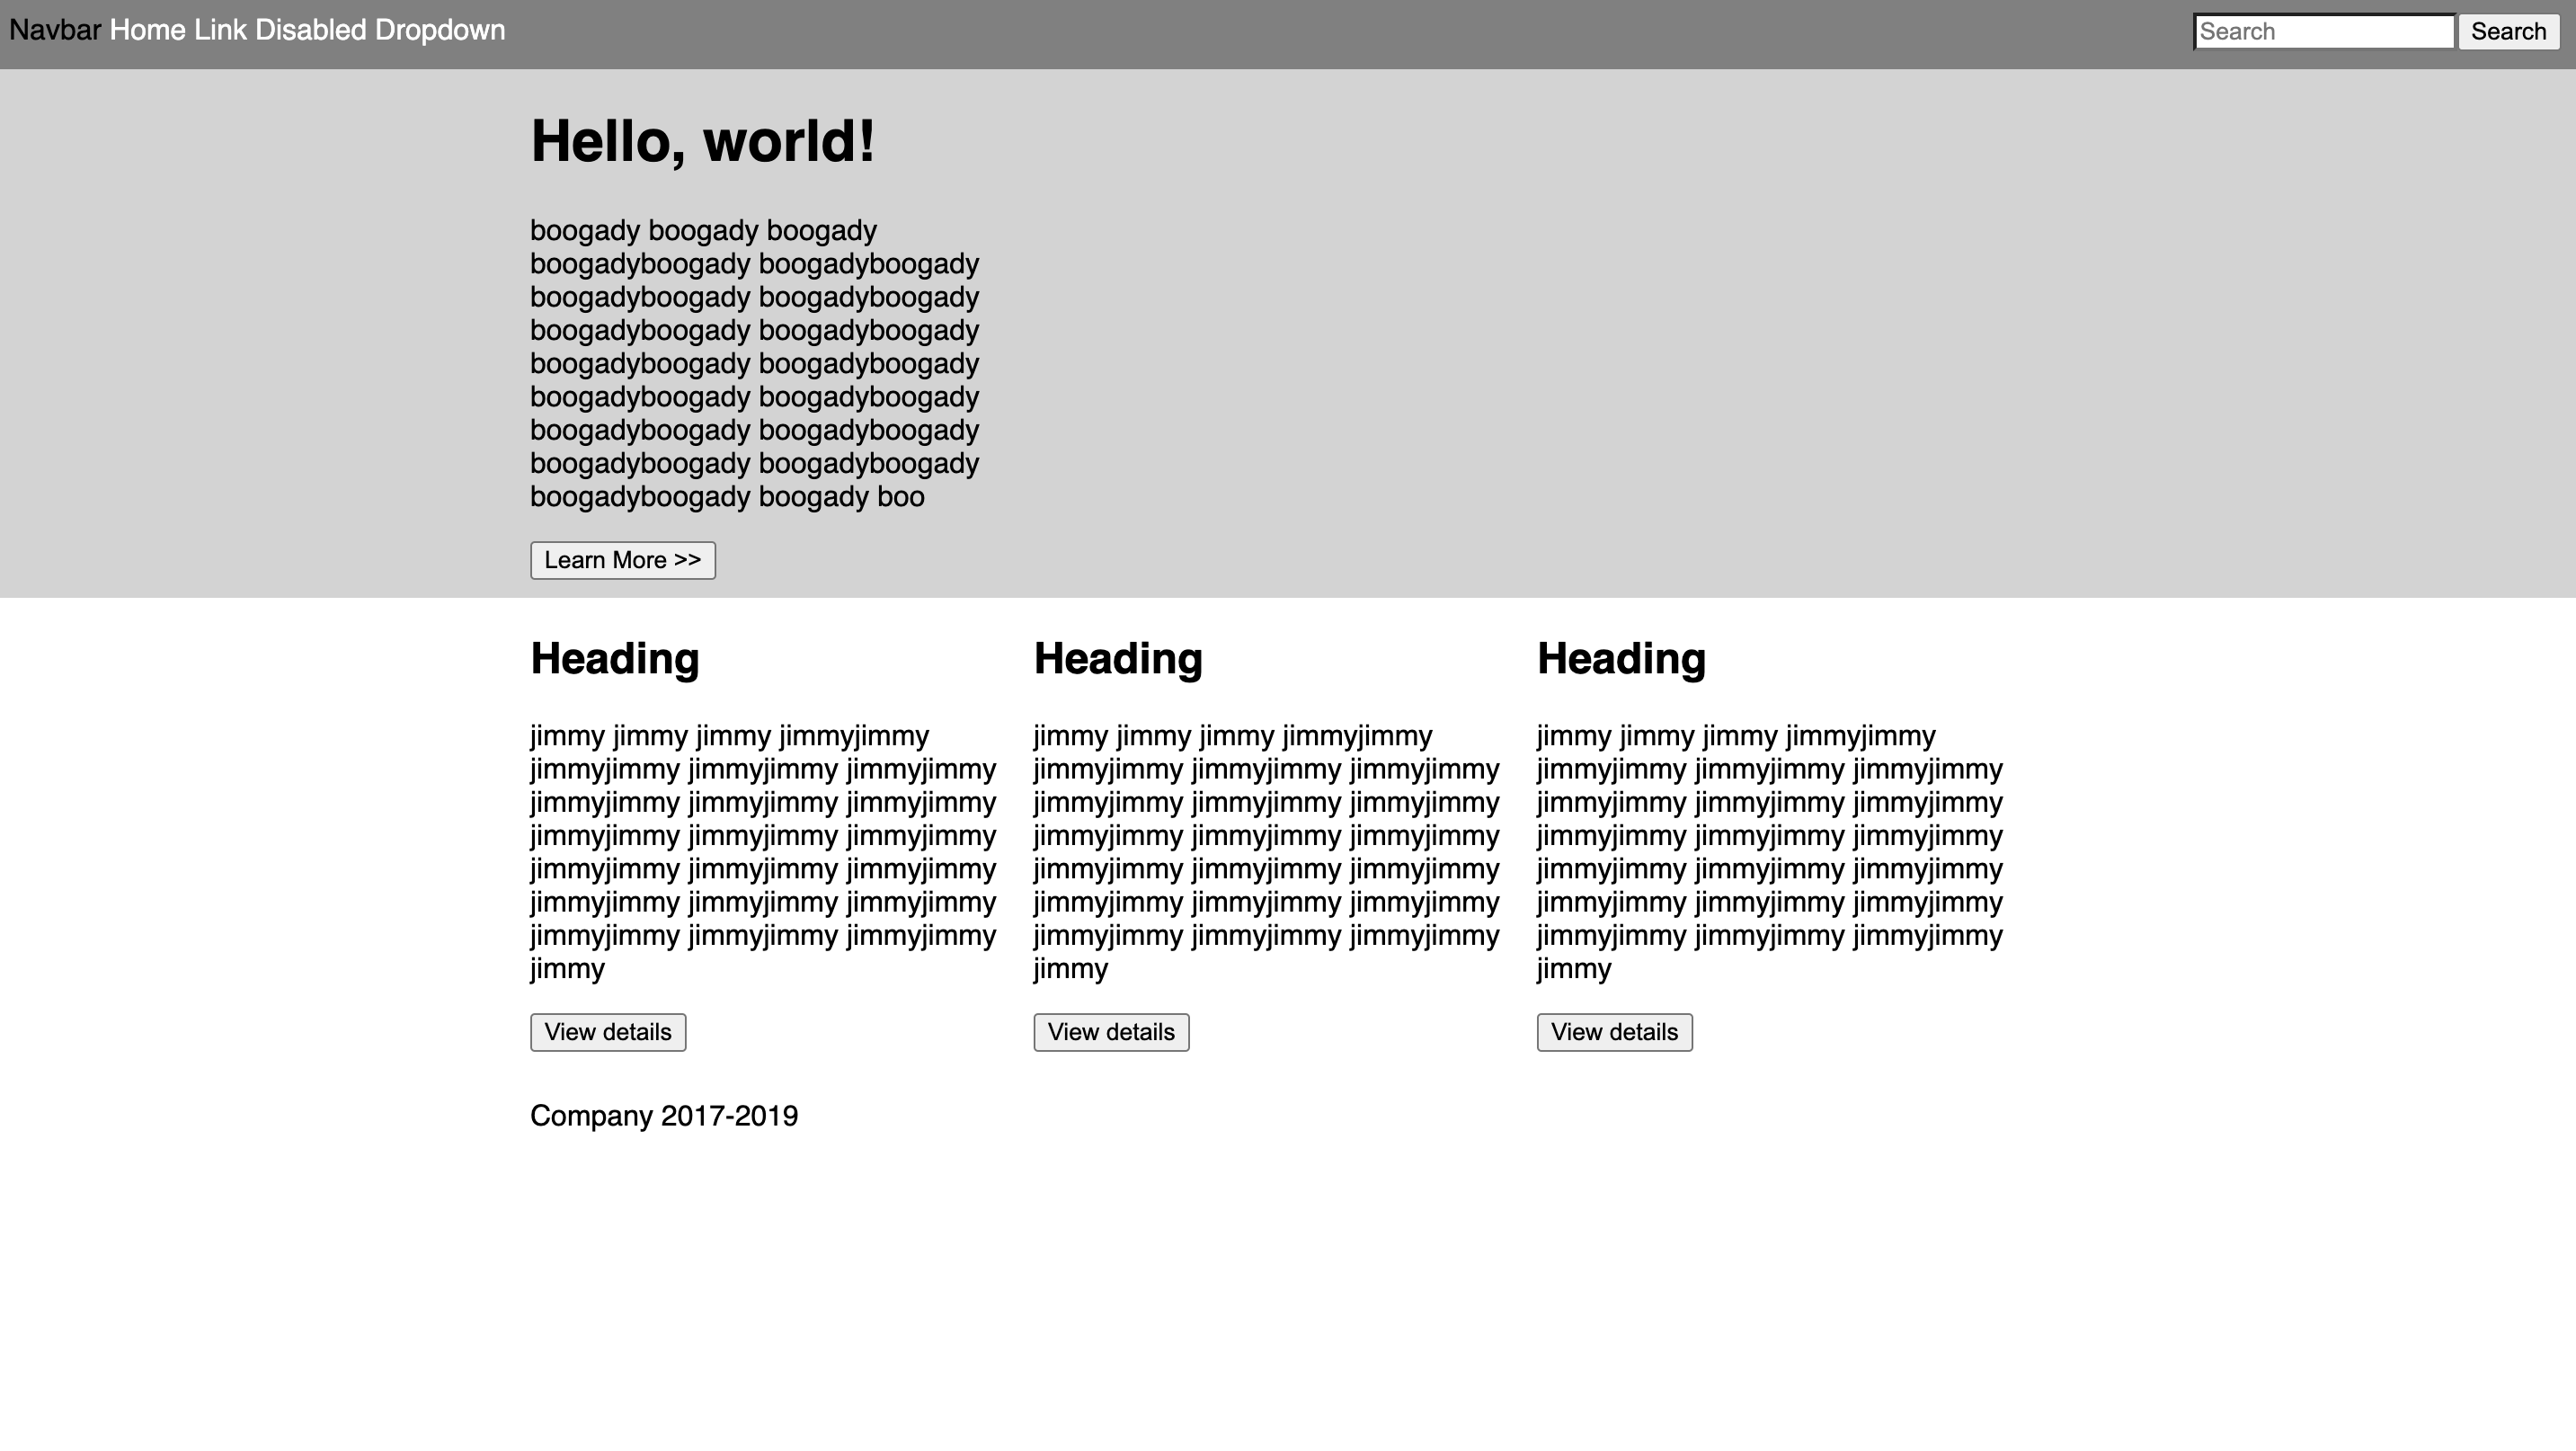 Navbar Home Link Disabled Dropdown Search Search
Hello, world!
boogady boogady boogady
boogadyboogady boogadyboogady
boogadyboogady boogadyboogady
boogadyboogady boogadyboogady
boogadyboogady boogadyboogady
boogadyboogady boogadyboogady
boogadyboogady boogadyboogady
boogadyboogady boogadyboogady
boogadyboogady boogady boo
Learn More >>
Heading
jimmy jimmy jimmy jimmyjimmy
jimmyjimmy jimmyjimmy jimmyjimmy
jimmyjimmy jimmyjimmy jimmyjimmy
jimmyjimmy jimmyjimmy jimmyjimmy
jimmyjimmy jimmyjimmy jimmyjimmy
jimmyjimmy jimmyjimmy jimmyjimmy
jimmyjimmy jimmyjimmy jimmyjimmy
jimmy
View details
Heading
jimmy jimmy jimmy jimmyjimmy
jimmyjimmy jimmyjimmy jimmyjimmy
jimmyjimmy jimmyjimmy jimmyjimmy
jimmyjimmy jimmyjimmy jimmyjimmy
jimmyjimmy jimmyjimmy jimmyjimmy
jimmyjimmy jimmyjimmy jimmyjimmy
jimmyjimmy jimmyjimmy jimmyjimmy
jimmy
View details
Heading
jimmy jimmy jimmy jimmyjimmy
jimmyjimmy jimmyjimmy jimmyjimmy
jimmyjimmy jimmyjimmy jimmyjimmy
jimmyjimmy jimmyjimmy jimmyjimmy
jimmyjimmy jimmyjimmy jimmyjimmy
jimmyjimmy jimmyjimmy jimmyjimmy
jimmyjimmy jimmyjimmy jimmyjimmy
jimmy
View details
Company 2017-2019